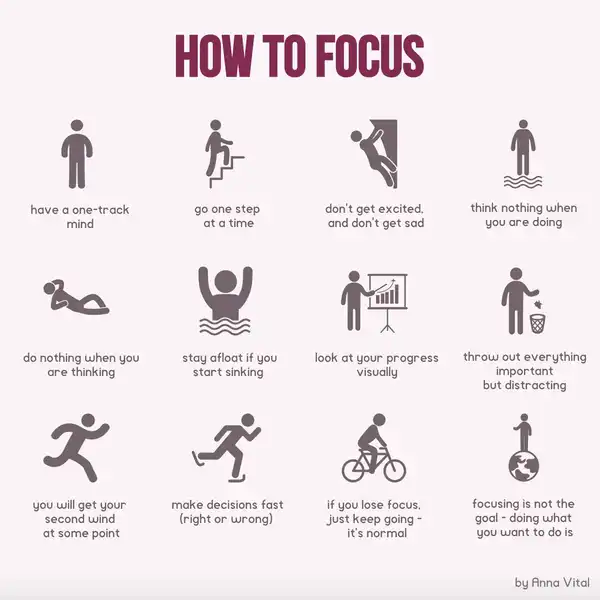 HOW TO FOCUS
have a one-track
mind
go one step
at a time
don't get excited,
and don't get sad
think nothing when
you are doing
do nothing when you
are thinking
stay afloat if you
start sinking
look at your progress
visually
throw out everything
important
but distracting
you will get your
second wind
at some point
make decisions fast
(right or wrong)
if you lose focus,
just keep going -
it's normal
focusing is not the
goal - doing what
you want to do is
by Anna Vital